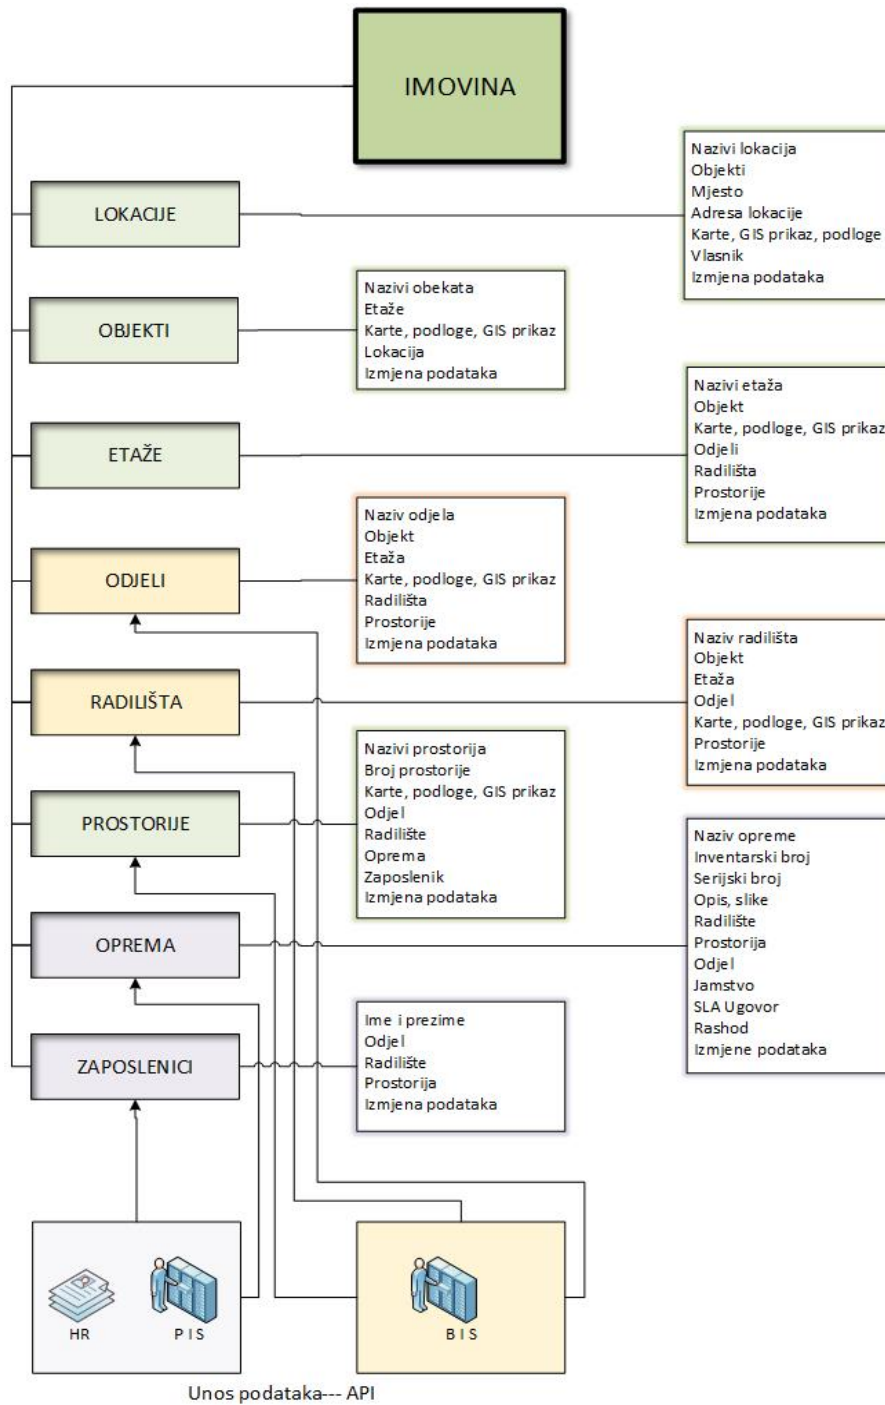 IMOVINA
LOKACIJE
Nazivi lokacija
Objekti
Mjesto
Adresa lokacije
Karte, GIS prikaz, podloge
Vlasnik
Izmjena podataka
OBJEKTI
Nazivi obekata
Etaže
Karte, podloge, GIS prikaz
Lokacija
Izmjena podataka
ETAŽE
Nazivi etaža
Objekt
Karte, podloge, GIS prikaz
Odjeli
Radilišta
Prostorije
Izmjena podataka
ODJELI
Naziv odjela
Objekt
Etaža
Karte, podloge, GIS prikaz
Radilišta
Prostorije
Izmjena podataka
RADILIŠTA
Naziv radilišta
Objekt
Etaža
Odjel
Karte, podloge, GIS prikaz
Prostorije
Izmjena podataka
PROSTORIJE
Nazivi prostorija
Broj prostorije
Karte, podloge, GIS prikaz
Odjel
Radilište
Oprema
Zaposlenik
Izmjena podataka
OPREMA
Naziv opreme
Inventarski broj
Serijski broj
Opis, slike
Radilište
Prostorija
Odjel
Jamstvo
SLA Ugovor
Rashod
Izmjene podataka
ZAPOSLENICI
Ime i prezime
Odjel
Radilište
Prostorija
Izmjena podataka
HR
P I S
B I S
Unos podataka--- API